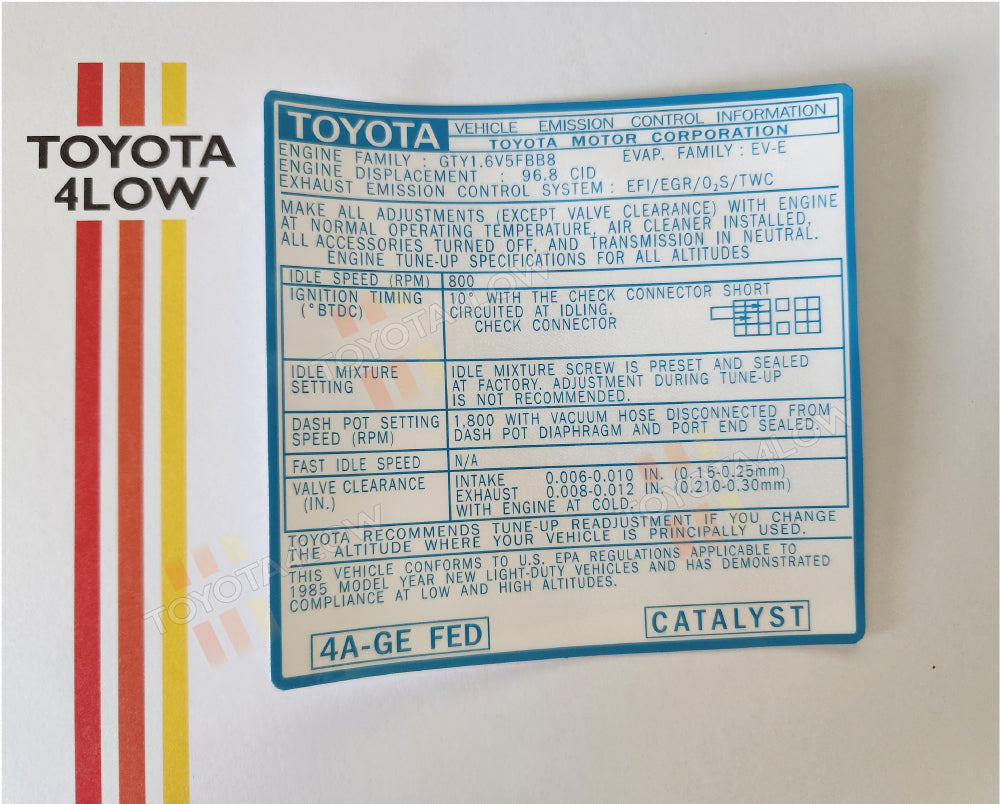 TOYOTA
4LOW
TOYOTA VEHICLE EMISSION CONTROL INFORMATION
TOYOTA MOTOR CORPORATION
ENGINE FAMILY : GTY1.6V5FBB8 EVAP. FAMILY : EV-E
ENGINE DISPLACEMENT : 96.8 CID
EXHAUST EMISSION CONTROL SYSTEM : EFI/EGR/O₂S/TWC
MAKE ALL ADJUSTMENTS (EXCEPT VALVE CLEARANCE) WITH ENGINE
AT NORMAL OPERATING TEMPERATURE, AIR CLEANER INSTALLED,
ALL ACCESSORIES TURNED OFF, AND TRANSMISSION IN NEUTRAL.
ENGINE TUNE-UP SPECIFICATIONS FOR ALL ALTITUDES
IDLE SPEED (RPM) 800
IGNITION TIMING 10° WITH THE CHECK CONNECTOR SHORT
(°BTDC) CIRCUITED AT IDLING.
CHECK CONNECTOR
IDLE MIXTURE IDLE MIXTURE SCREW IS PRESET AND SEALED
SETTING AT FACTORY. ADJUSTMENT DURING TUNE-UP
IS NOT RECOMMENDED.
DASH POT SETTING 1,800 WITH VACUUM HOSE DISCONNECTED FROM
SPEED (RPM) DASH POT DIAPHRAGM AND PORT END SEALED.
FAST IDLE SPEED N/A
VALVE CLEARANCE INTAKE 0.006-0.010 IN. (0.15-0.25mm)
(IN.) EXHAUST 0.008-0.012 IN. (0.210-0.30mm)
WITH ENGINE AT COLD.
TOYOTA RECOMMENDS TUNE-UP READJUSTMENT IF YOU CHANGE
THE ALTITUDE WHERE YOUR VEHICLE IS PRINCIPALLY USED.
THIS VEHICLE CONFORMS TO U.S. EPA REGULATIONS APPLICABLE TO
1985 MODEL YEAR NEW LIGHT-DUTY VEHICLES AND HAS DEMONSTRATED
COMPLIANCE AT LOW AND HIGH ALTITUDES.
4A-GE FED CATALYST
TOYOTA4LOW
TOYOTA4LOW
TOYOTA4LOW